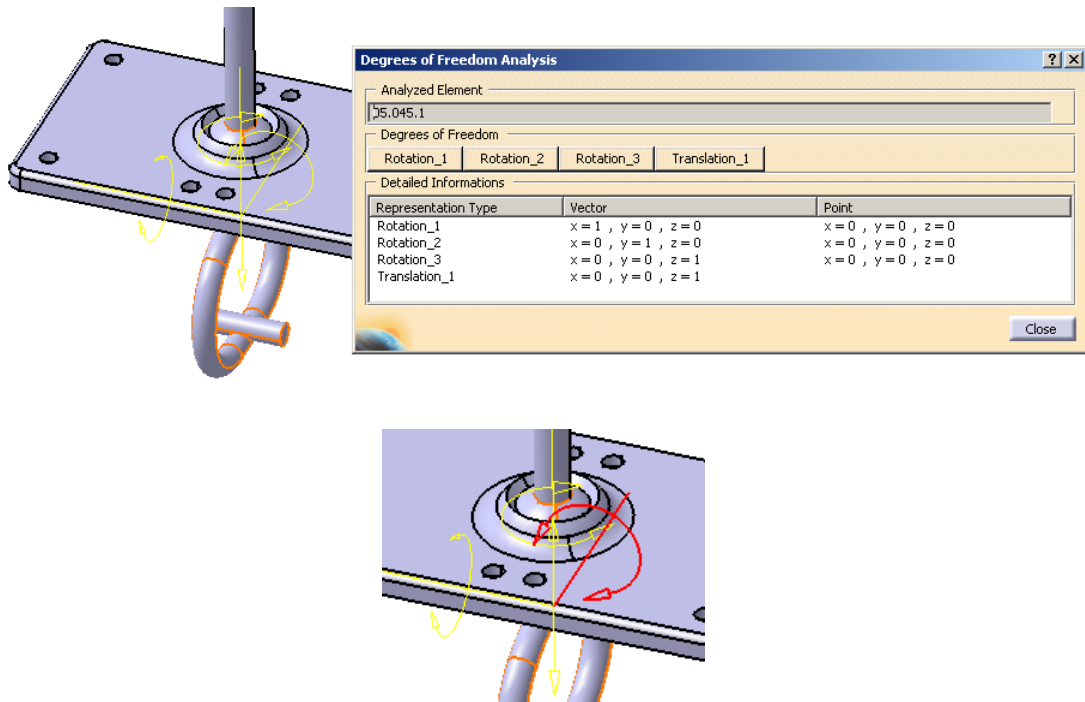 Degrees of Freedom Analysis ? X
Analyzed Element
05.045.1
Degrees of Freedom
Rotation_1 Rotation_2 Rotation_3 Translation_1
Detailed Informations
Representation Type Vector Point
Rotation_1 x = 1 , y = 0 , z = 0 x = 0 , y = 0 , z = 0
Rotation_2 x = 0 , y = 1 , z = 0 x = 0 , y = 0 , z = 0
Rotation_3 x = 0 , y = 0 , z = 1 x = 0 , y = 0 , z = 0
Translation_1 x = 0 , y = 0 , z = 1
Close